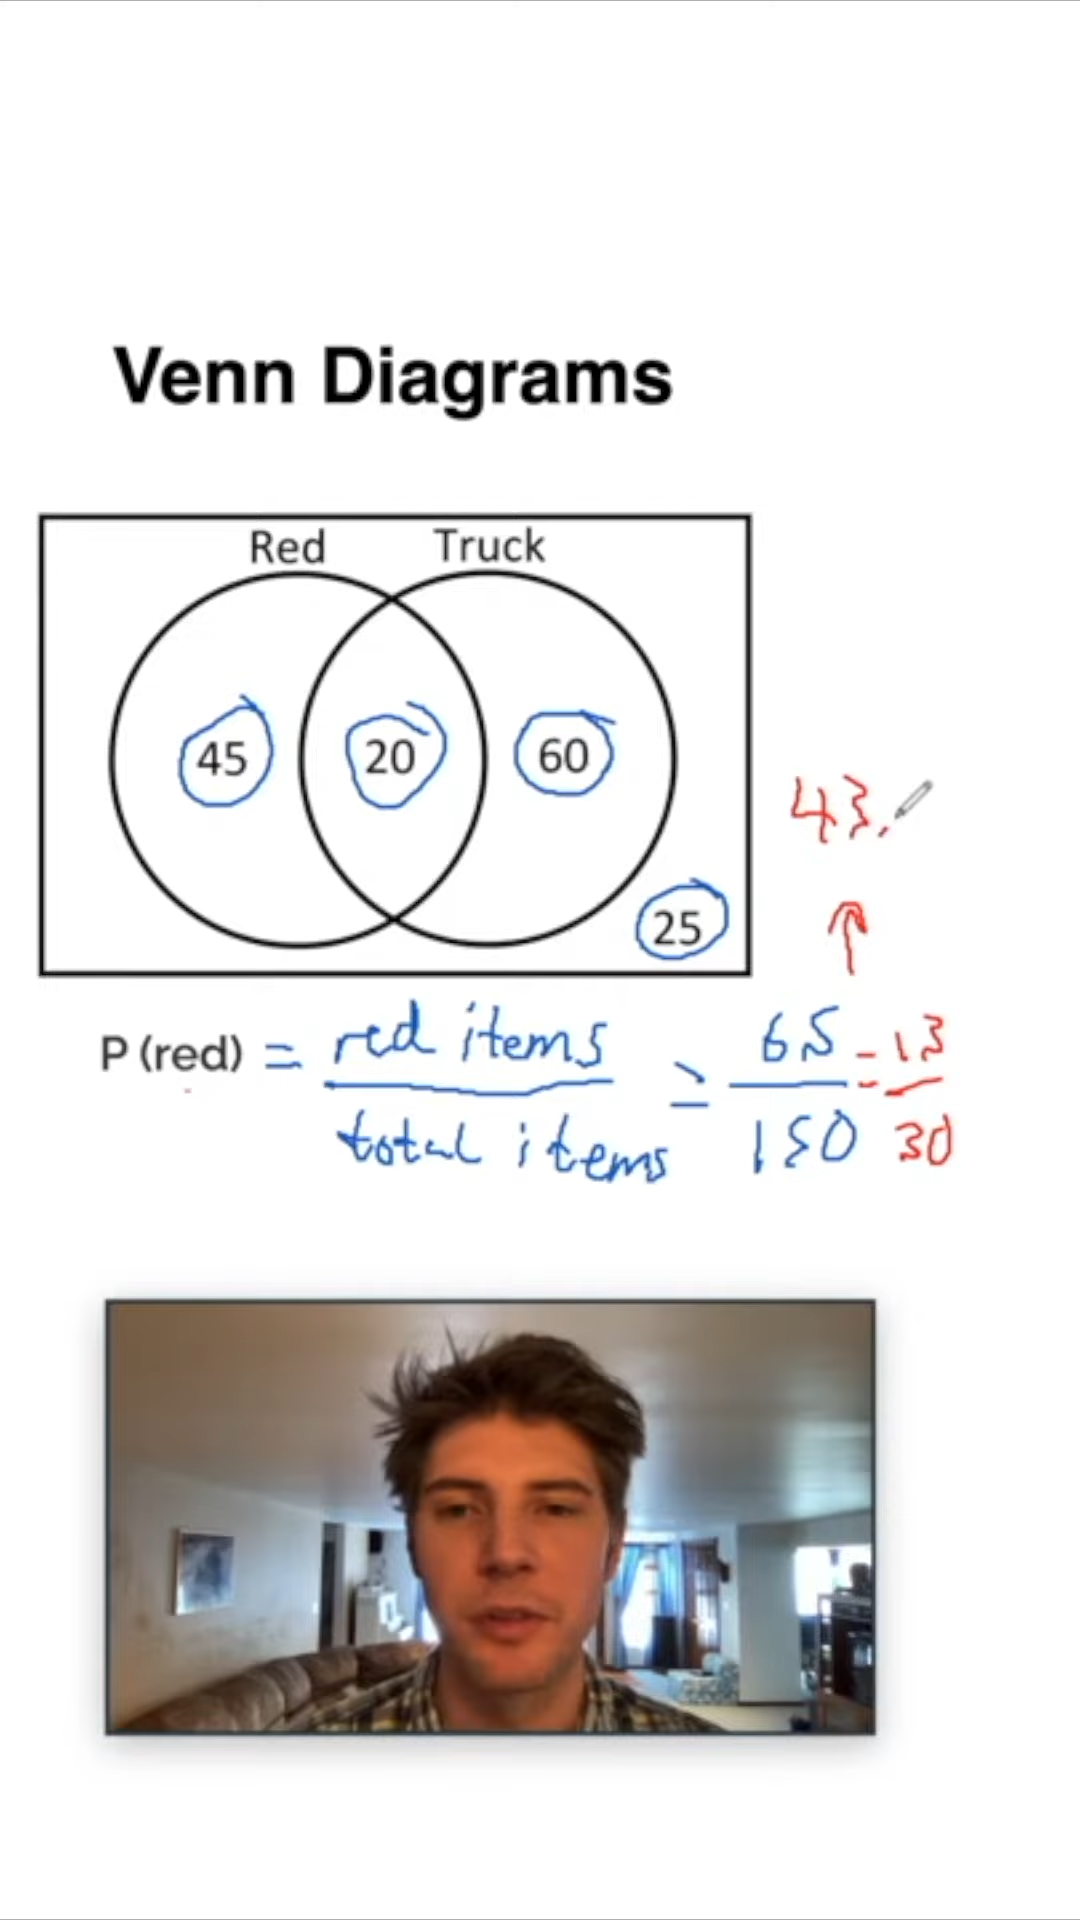 Venn Diagrams
Red Truck
45 20 60
43.
25
P (red) = red items / total items = 65 / 150 = 13 / 30